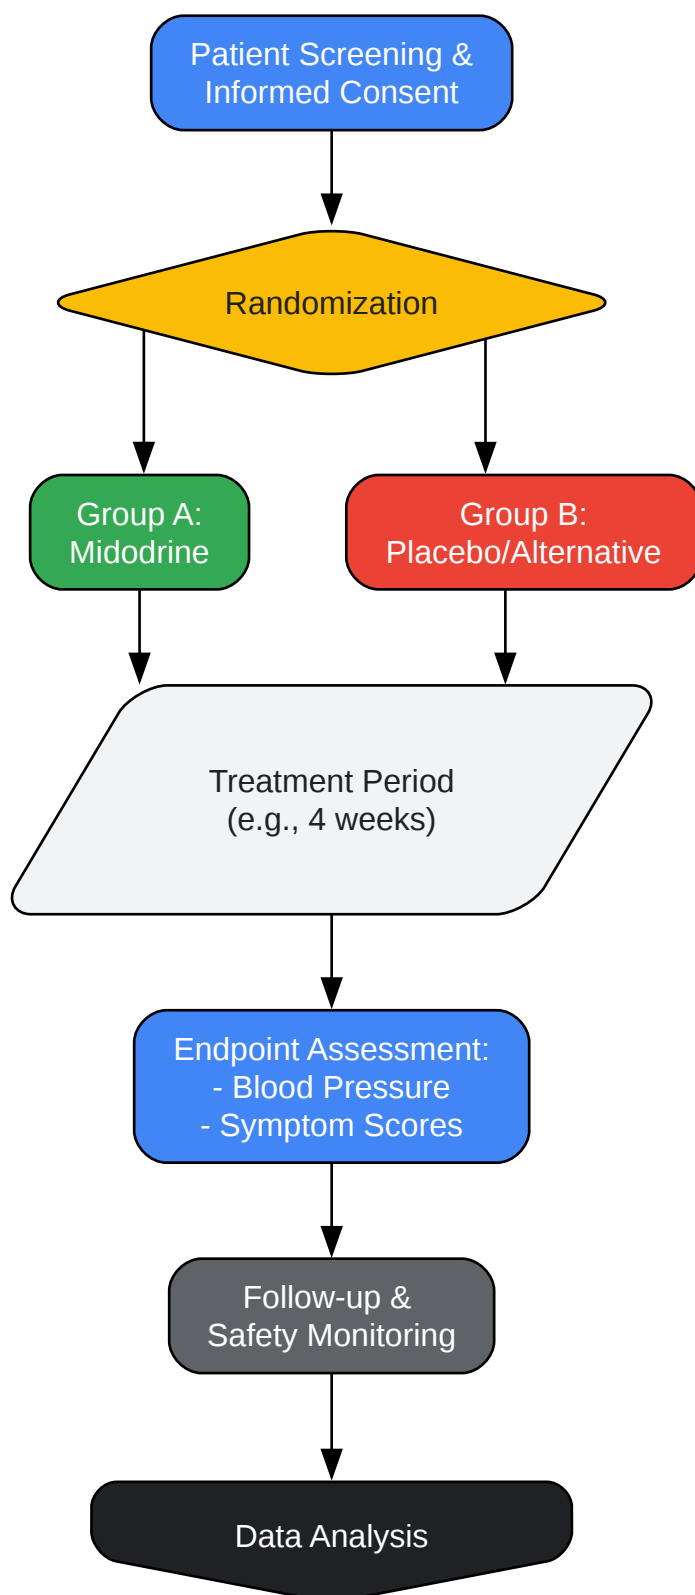 Patient Screening &
Informed Consent
Randomization
Group A:
Midodrine
Group B:
Placebo/Alternative
Treatment Period
(e.g., 4 weeks)
Endpoint Assessment:
- Blood Pressure
- Symptom Scores
Follow-up &
Safety Monitoring
Data Analysis